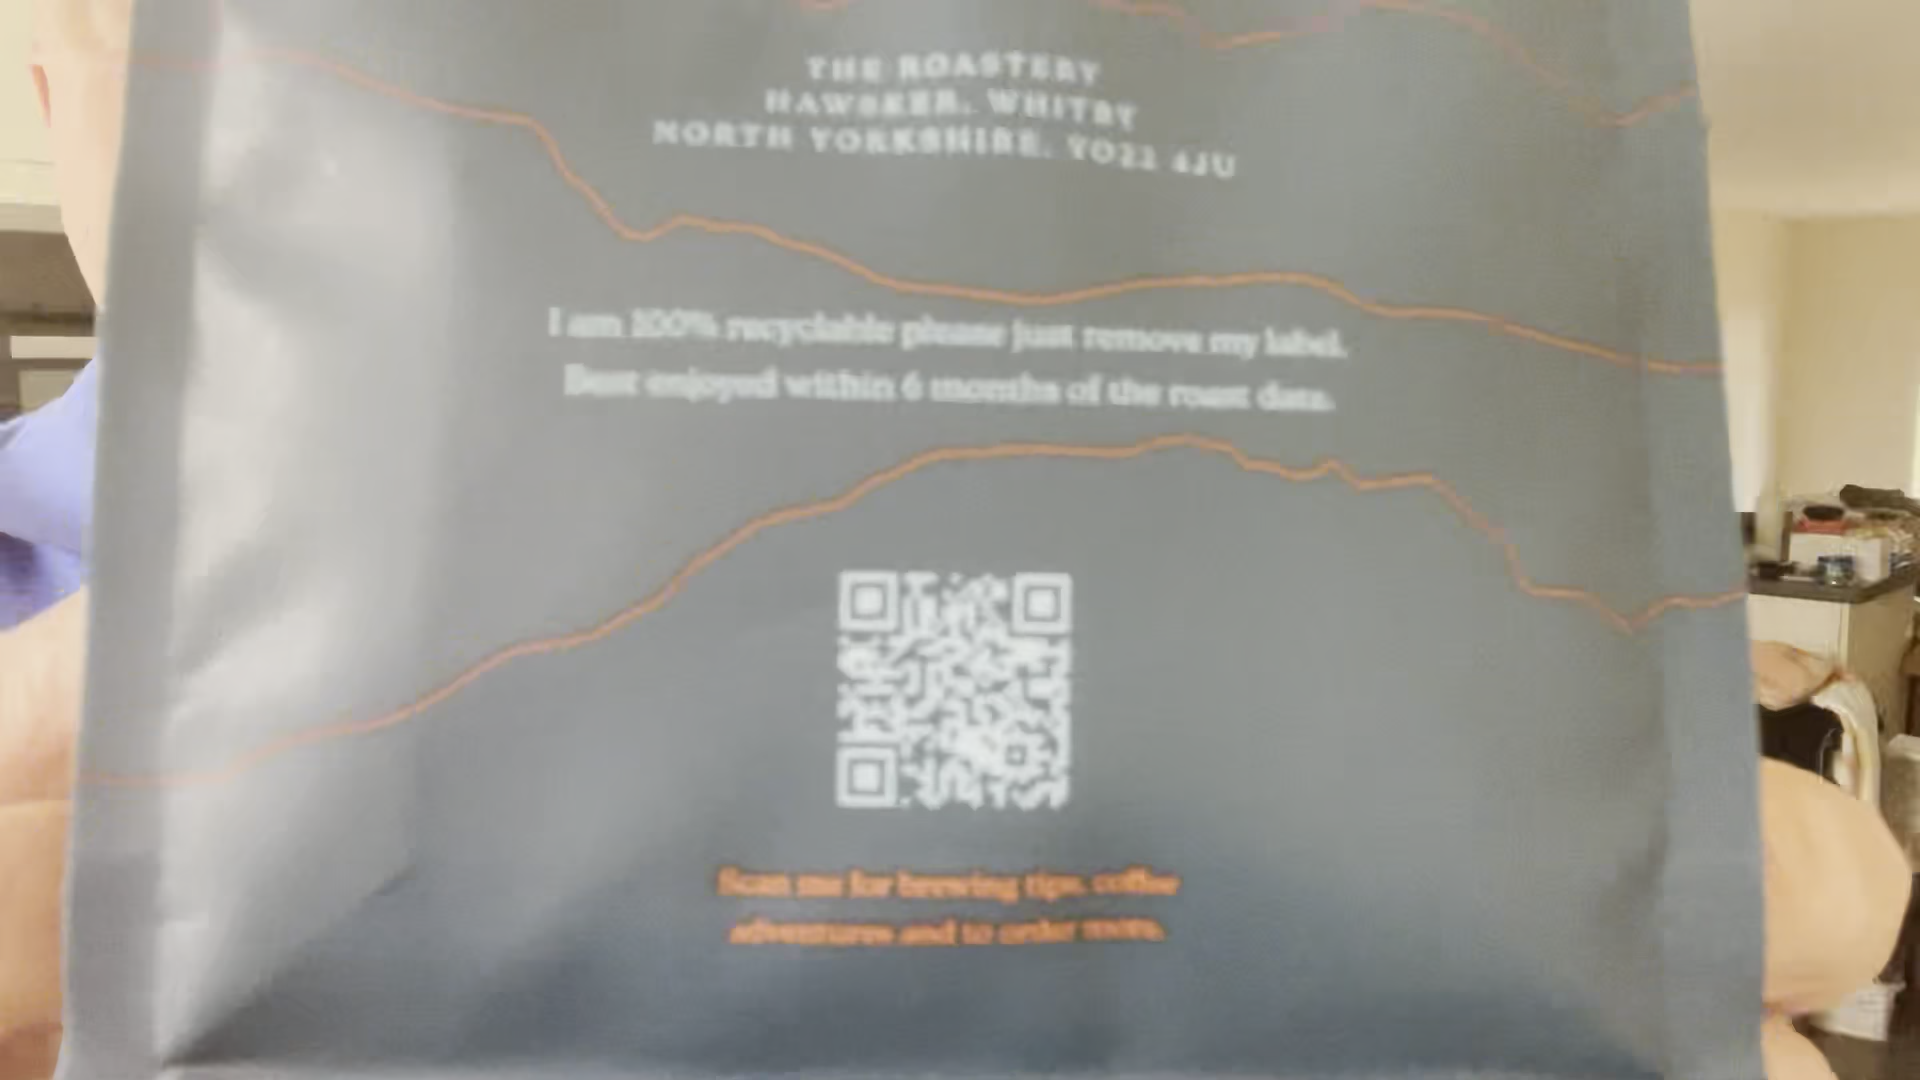 THE ROASTERY
HAWSKER, WHITBY
NORTH YORKSHIRE, YO22 4JU
I am 100% recyclable please just remove my label.
Best enjoyed within 6 months of the roast date.
Scan me for brewing tips, coffee
adventures and to order more.